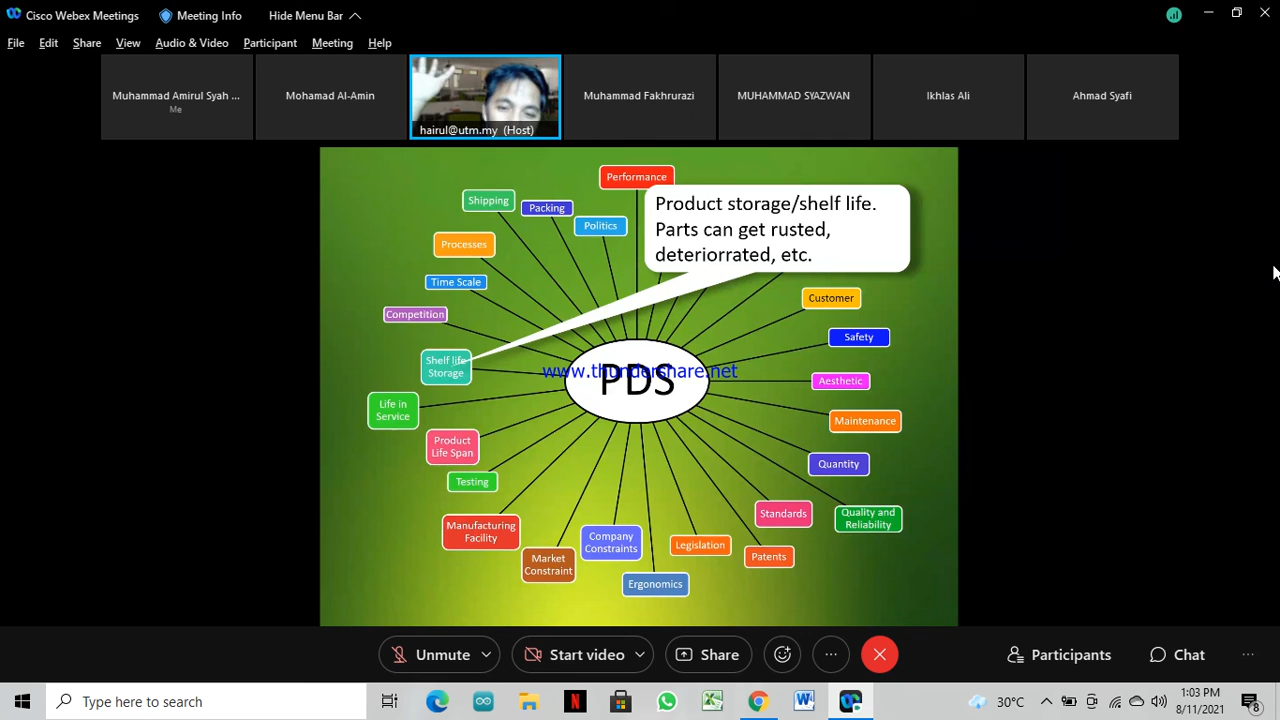 Cisco Webex Meetings
Meeting Info
Hide Menu Bar
File
Edit
Share
View
Audio & Video
Participant
Meeting
Help
Muhammad Amirul Syah ...
Me
Mohamad Al-Amin
hairul@utm.my (Host)
Muhammad Fakhrurazi
MUHAMMAD SYAZWAN
Ikhlas Ali
Ahmad Syafi
Performance
Product storage/shelf life.
Parts can get rusted,
deteriorrated, etc.
Shipping
Packing
Politics
Processes
Time Scale
Competition
Shelf life
Storage
Life in
Service
Product
Life Span
Testing
Manufacturing
Facility
Market
Constraint
Company
Constraints
Ergonomics
Legislation
Patents
Standards
Quality and
Reliability
Quantity
Maintenance
Aesthetic
Safety
Customer
PDS
www.thundershare.net
Unmute
Start video
Share
Participants
Chat
Type here to search
30°C
1:03 PM
8/11/2021
8